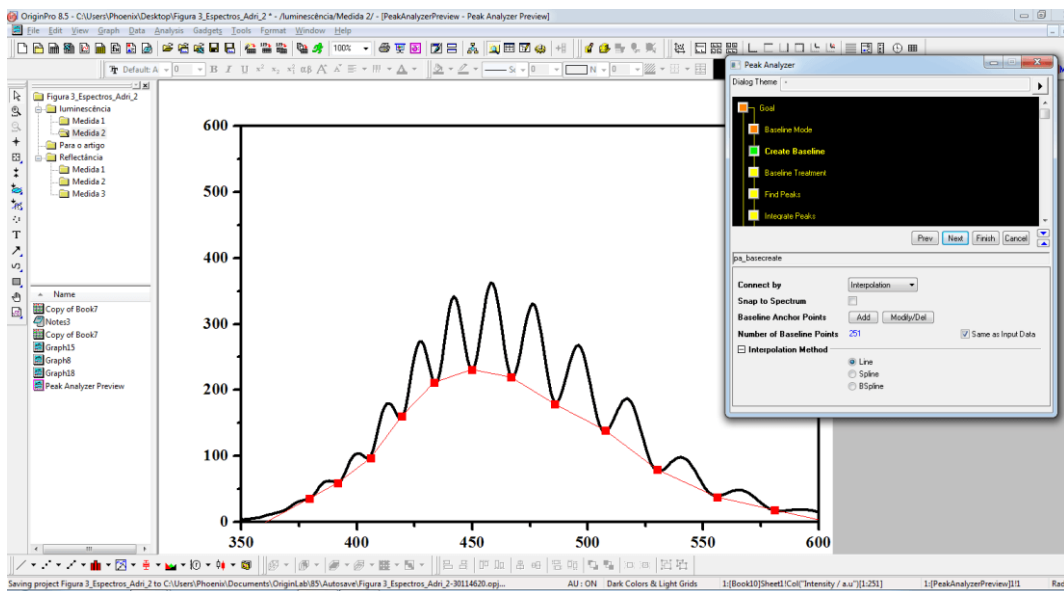 OriginPro 8.5 - C:\Users\Phoenix\Desktop\Figura 3_Espectros_Adri_2 * - /luminescência/Medida 2/ - [PeakAnalyzerPreview - Peak Analyzer Preview]
File Edit View Graph Data Analysis Gadgets Tools Format Window Help
100%
Default: A 0 B I U
0 N 0
Figura 3_Espectros_Adri_2
luminescência
Medida 1
Medida 2
Para o artigo
Reflectância
Medida 1
Medida 2
Medida 3
Name
Copy of Book7
Notes3
Copy of Book7
Graph15
Graph8
Graph18
Peak Analyzer Preview
600
500
400
300
200
100
0
350 400 450 500 550 600
Peak Analyzer
Dialog Theme
Goal
Baseline Mode
Create Baseline
Baseline Treatment
Find Peaks
Integrate Peaks
Prev Next Finish Cancel
pa_basecreate
Connect by Interpolation
Snap to Spectrum
Baseline Anchor Points Add Modify/Del
Number of Baseline Points 251 Same as Input Data
Interpolation Method
Line
Spline
BSpline
Saving project Figura 3_Espectros_Adri_2 to C:\Users\Phoenix\Documents\OriginLab\85\Autosave\Figura 3_Espectros_Adri_2-30114620.opj... AU : ON Dark Colors & Light Grids 1:[Book10]Sheet1!Col("Intensity / a.u")[1:251] 1:[PeakAnalyzerPreview]1!1 Rad